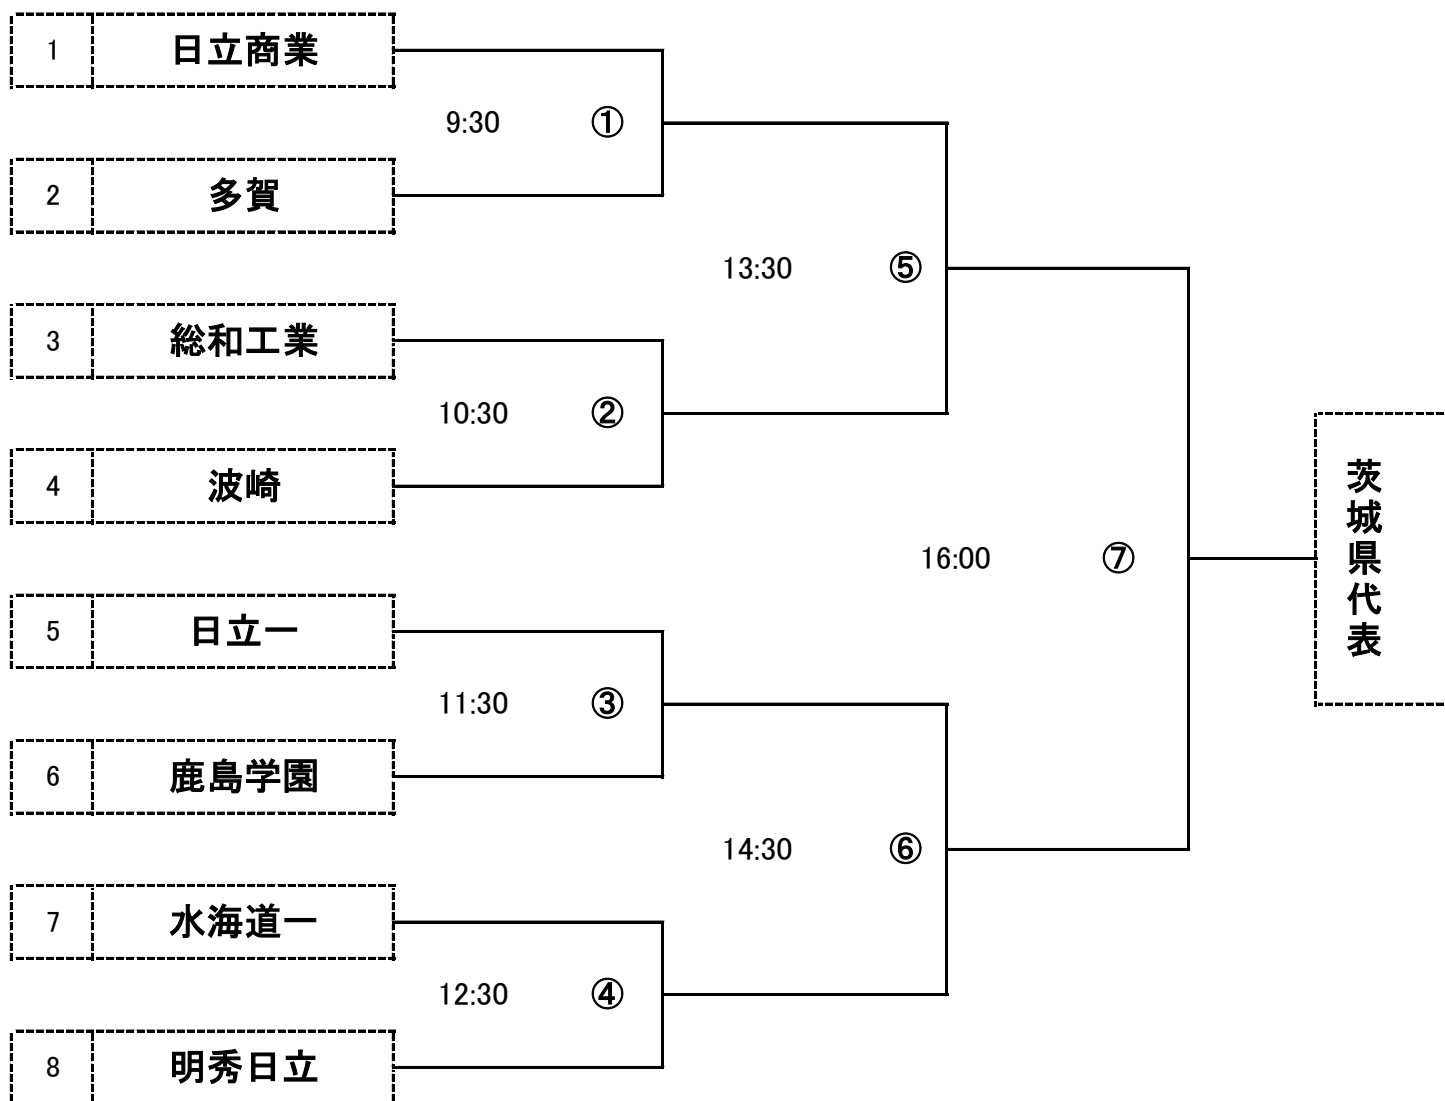 1 日立商業
9:30 ①
2 多賀
13:30 ⑤
3 総和工業
10:30 ②
4 波崎
16:00 ⑦
茨城県代表
5 日立一
11:30 ③
6 鹿島学園
14:30 ⑥
7 水海道一
12:30 ④
8 明秀日立